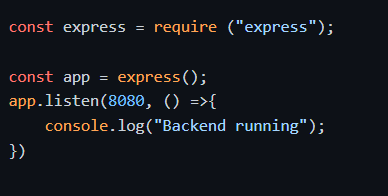 const express = require ("express");
const app = express();
app.listen(8080, () =>{
    console.log("Backend running");
})